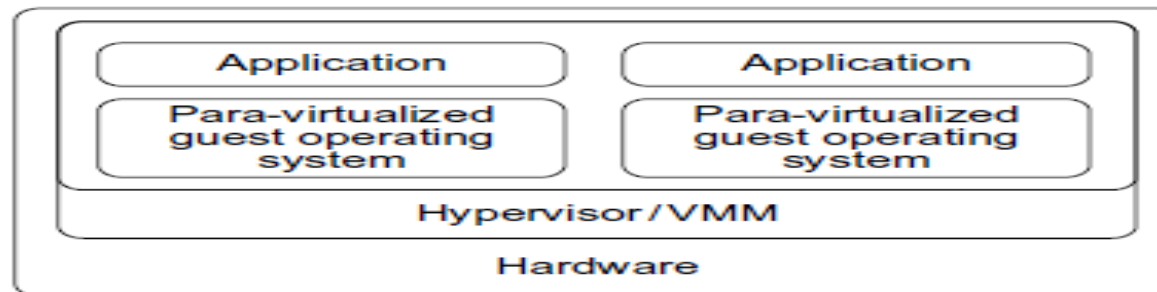 Application
Application
Para-virtualized
guest operating
system
Para-virtualized
guest operating
system
Hypervisor / VMM
Hardware